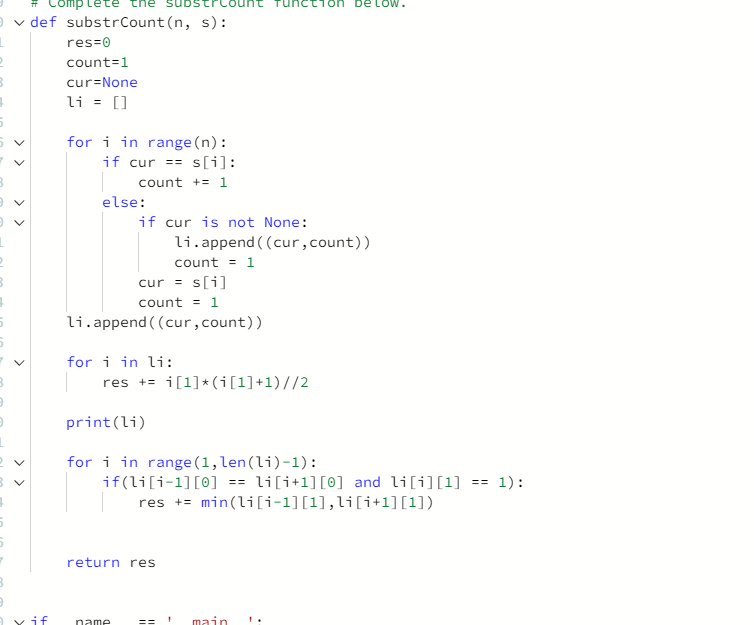 # Complete the substrCount function below.
def substrCount(n, s):
    res=0
    count=1
    cur=None
    li = []
    for i in range(n):
        if cur == s[i]:
            count += 1
        else:
            if cur is not None:
                li.append((cur,count))
                count = 1
            cur = s[i]
            count = 1
    li.append((cur,count))
    for i in li:
        res += i[1]*(i[1]+1)//2
    print(li)
    for i in range(1,len(li)-1):
        if(li[i-1][0] == li[i+1][0] and li[i][1] == 1):
            res += min(li[i-1][1],li[i+1][1])
    return res
if __name__ == '__main__':